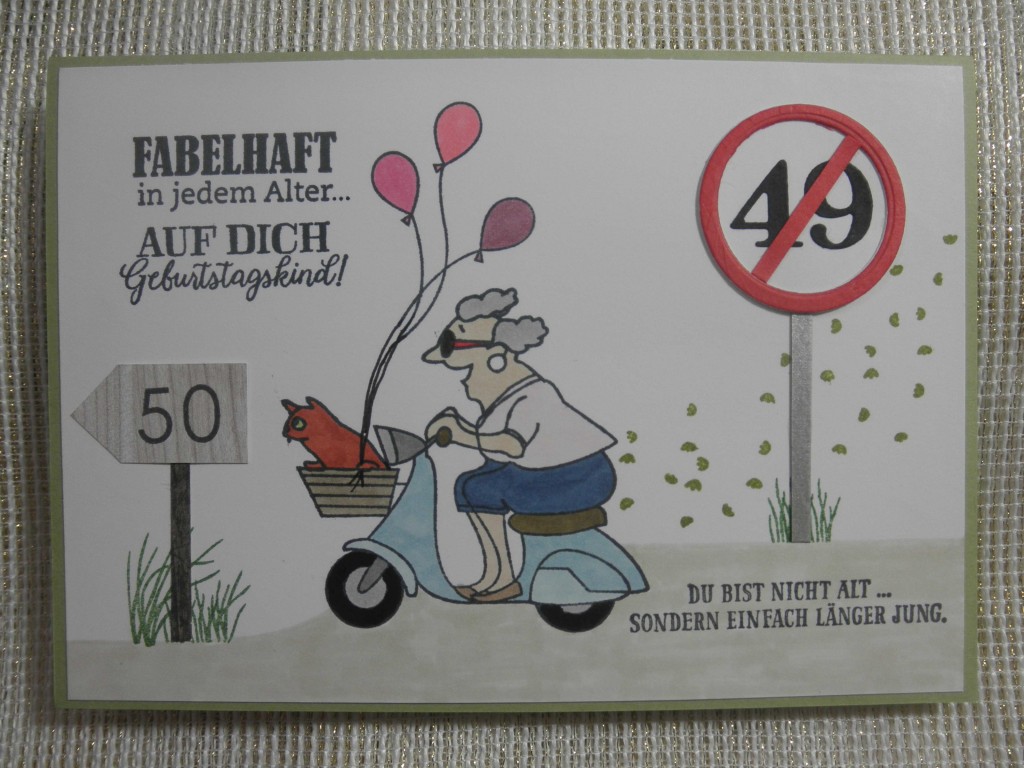 FABELHAFT
in jedem Alter...
AUF DICH
Geburtstagskind!
49
50
DU BIST NICHT ALT ...
SONDERN EINFACH LÄNGER JUNG.